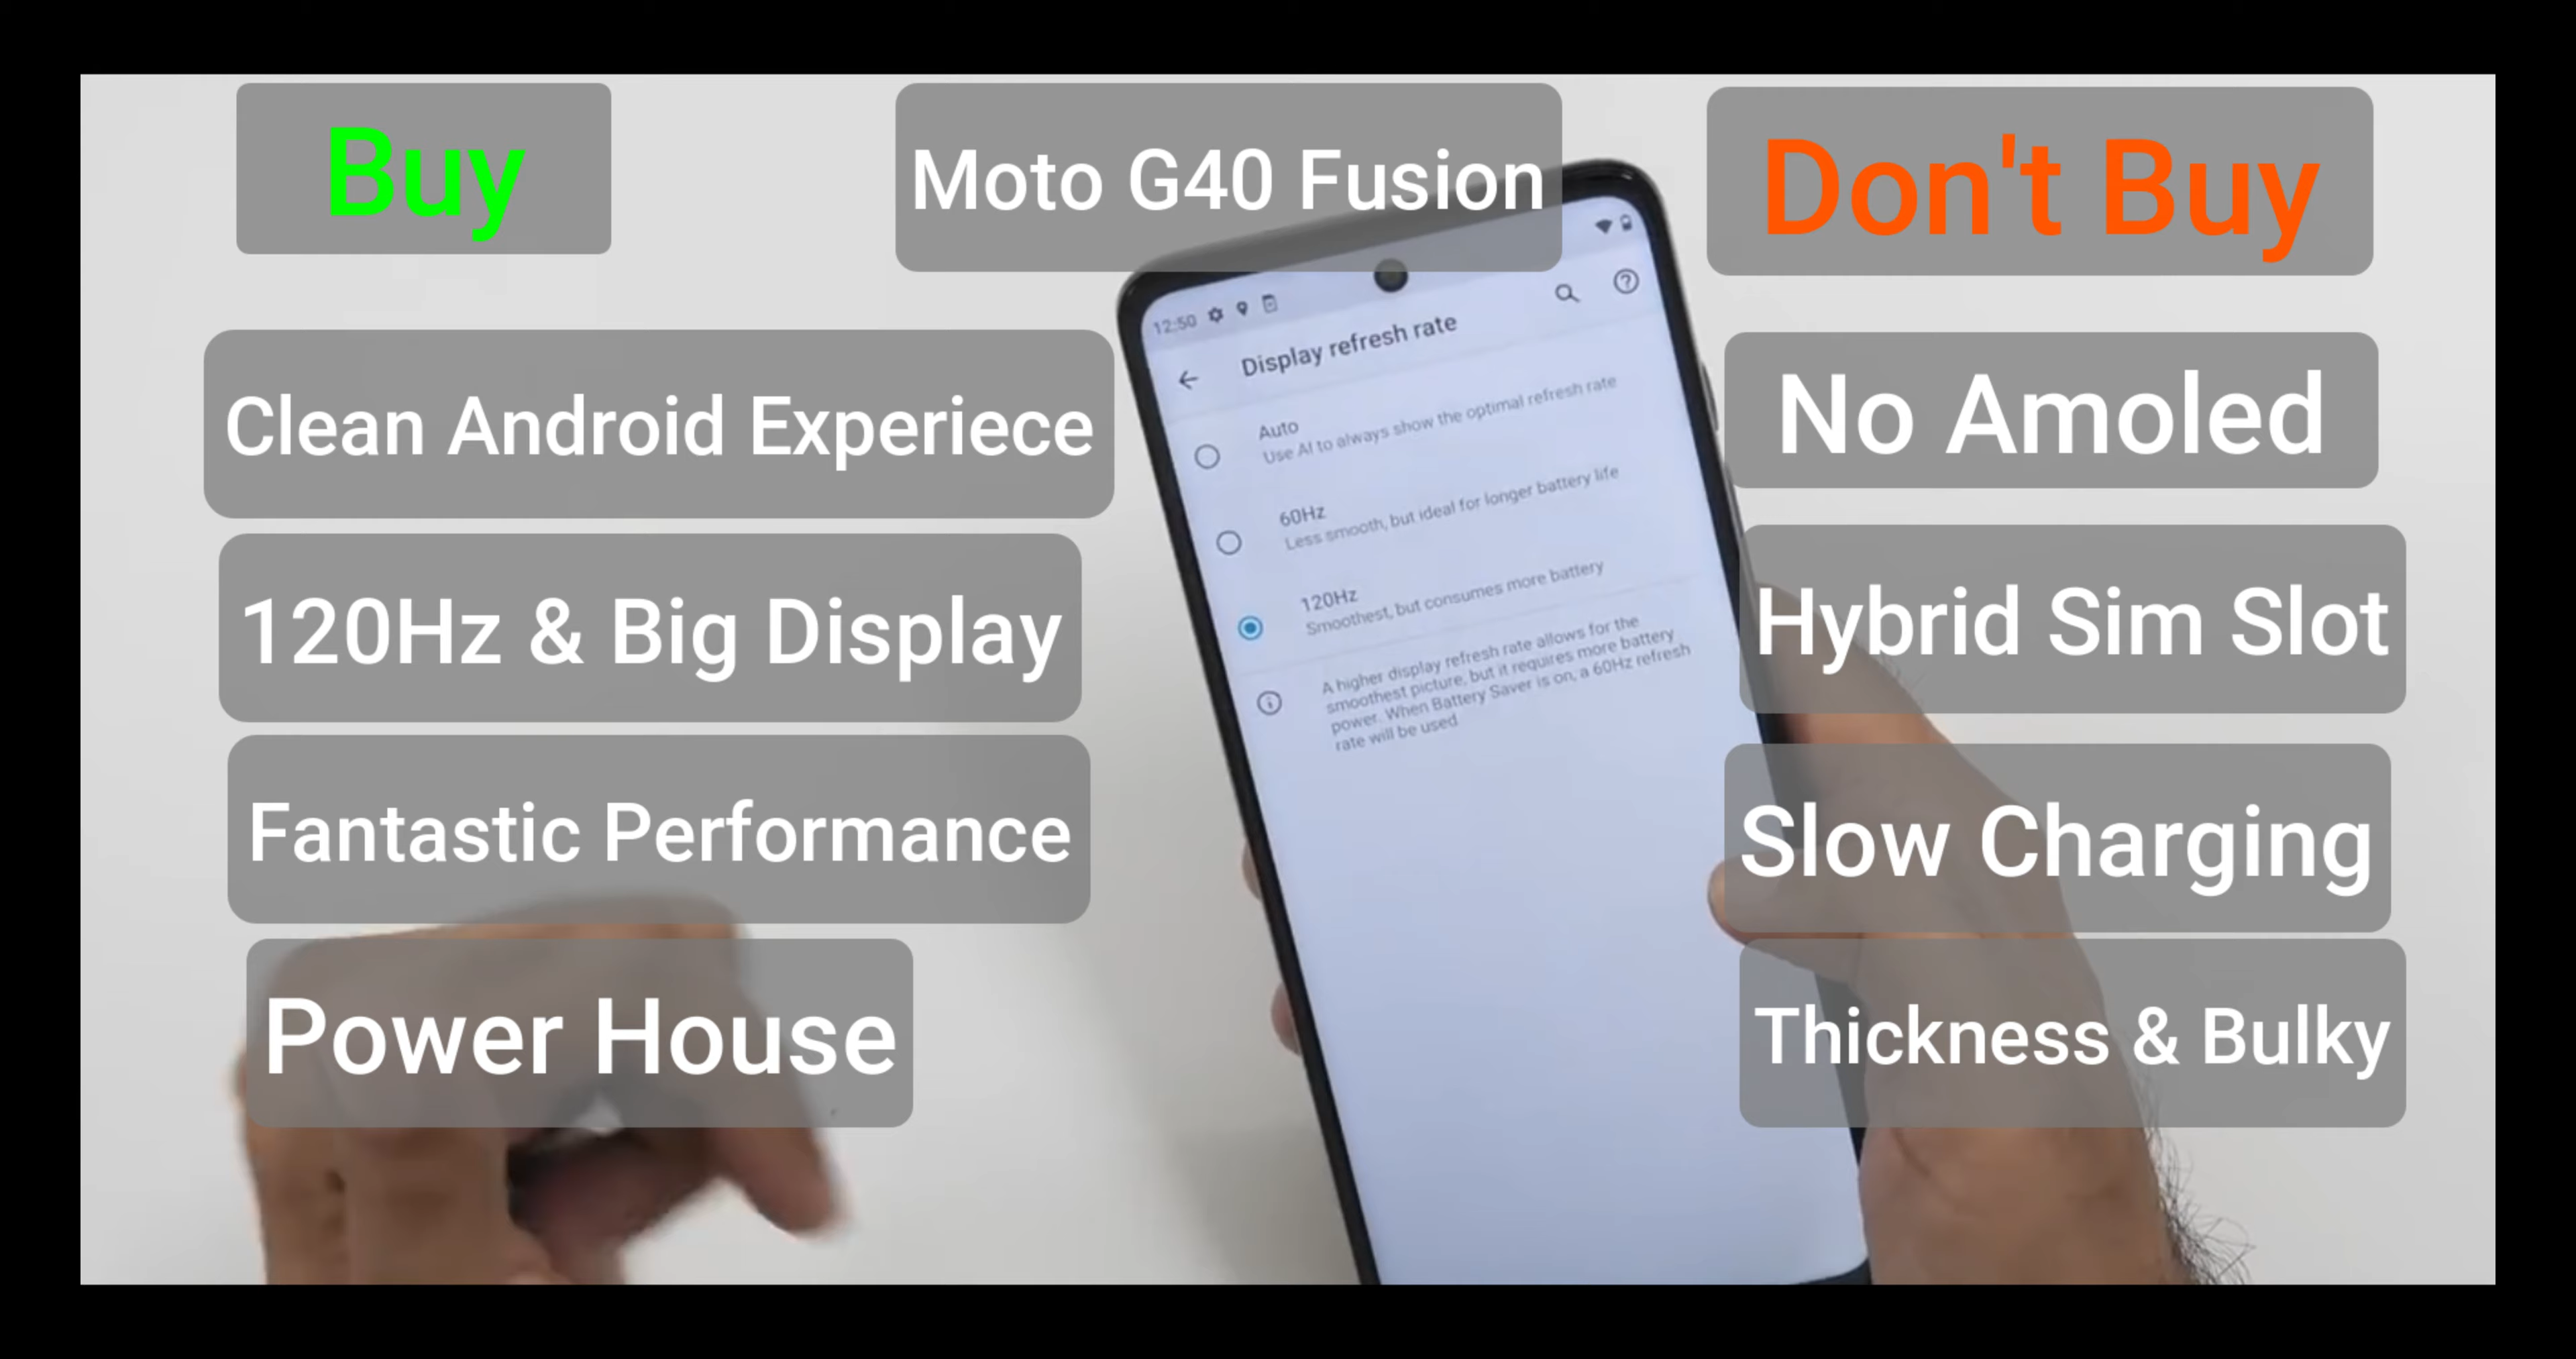 Buy
Moto G40 Fusion
Don't Buy
Clean Android Experiece
120Hz & Big Display
Fantastic Performance
Power House
12:50
Display refresh rate
Auto
Use AI to always show the optimal refresh rate
60Hz
Less smooth, but ideal for longer battery life
120Hz
Smoothest, but consumes more battery
A higher display refresh rate allows for the
smoothest picture, but it requires more battery
power. When Battery Saver is on, a 60Hz refresh
rate will be used
No Amoled
Hybrid Sim Slot
Slow Charging
Thickness & Bulky